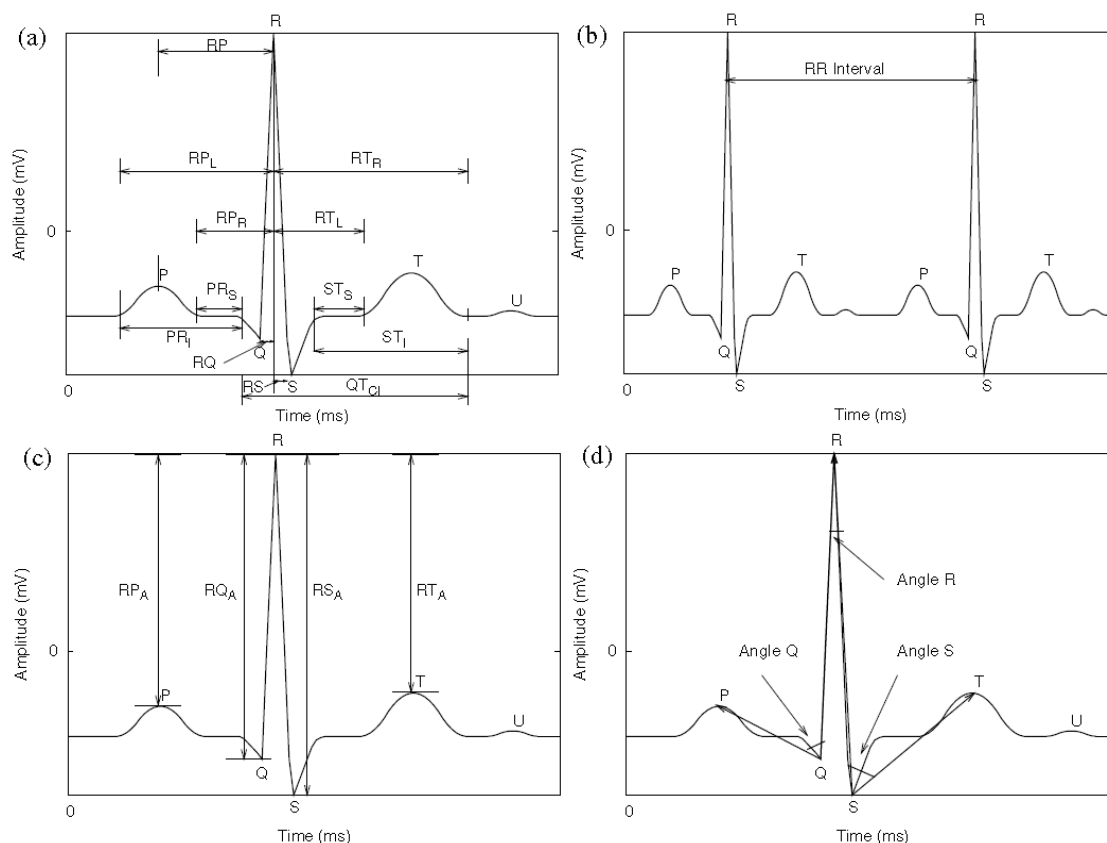 (a)
R
RP
RP_L
RT_R
RP_R
RT_L
P
PR_S
ST_S
T
U
PR_I
Q
ST_I
RQ
RS
S
QT_CI
Amplitude (mV)
0
0
Time (ms)
(b)
R
R
RR Interval
P
T
P
T
Q
Q
S
S
Amplitude (mV)
0
0
Time (ms)
(c)
R
RP_A
RQ_A
RS_A
RT_A
P
T
U
Q
S
Amplitude (mV)
0
0
Time (ms)
(d)
R
Angle R
Angle Q
Angle S
P
T
U
Q
S
Amplitude (mV)
0
0
Time (ms)